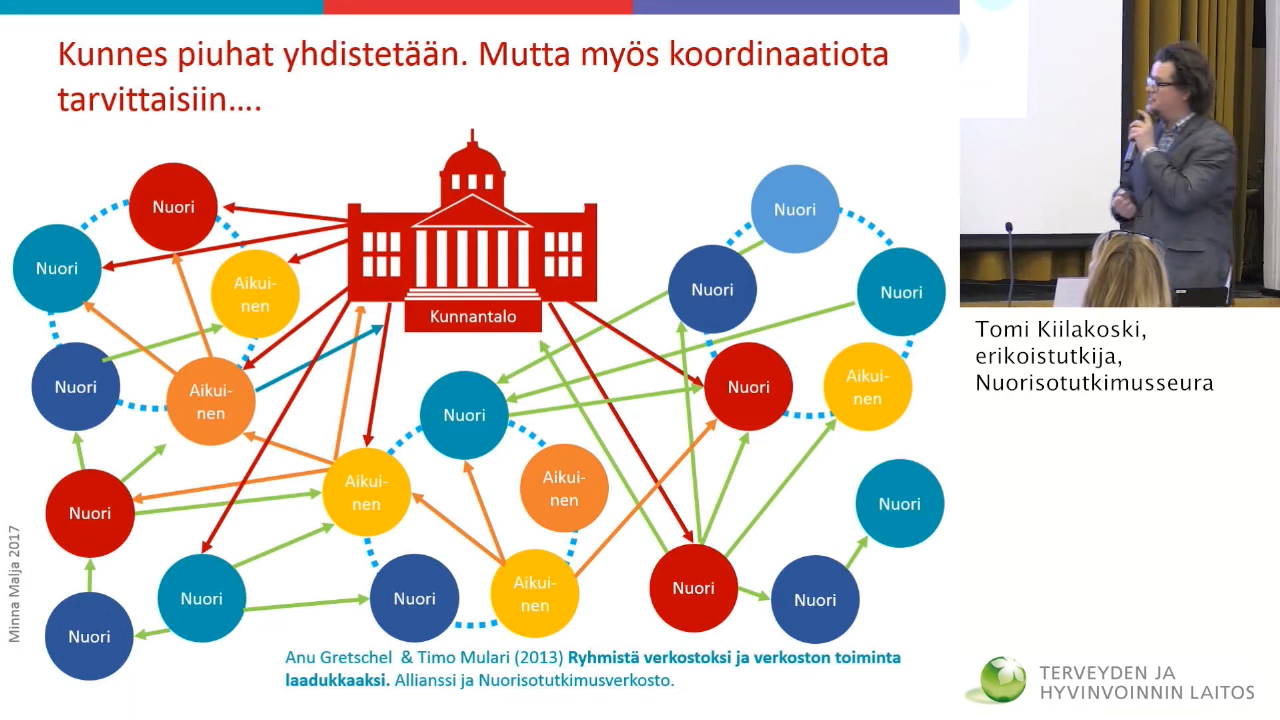 Kunnes piuhat yhdistetään. Mutta myös koordinaatiota
tarvittaisiin....
Nuori
Nuori
Nuori
Aikui-
nen
Nuori
Nuori
Kunnantalo
Nuori
Aikui-
nen
Nuori
Aikui-
nen
Nuori
Aikui-
nen
Aikui-
nen
Nuori
Nuori
Nuori
Nuori
Nuori
Aikui-
nen
Nuori
Nuori
Nuori
Minna Maija 2017
Anu Gretschel & Timo Mulari (2013) Ryhmistä verkostoksi ja verkoston toiminta
laadukkaaksi. Allianssi ja Nuorisotutkimusverkosto.
Tomi Kiilakoski,
erikoistutkija,
Nuorisotutkimusseura
TERVEYDEN JA
HYVINVOINNIN LAITOS